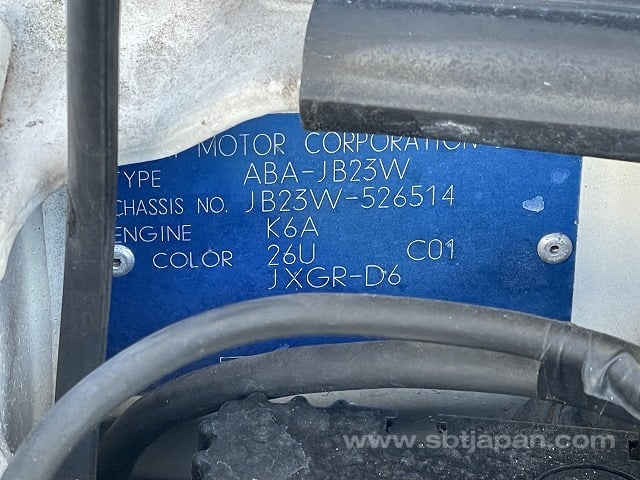 MOTOR CORPORATION
TYPE ABA-JB23W
CHASSIS NO. JB23W-526514
ENGINE K6A
COLOR 26U C01
JXGR-D6
www.sbtjapan.com